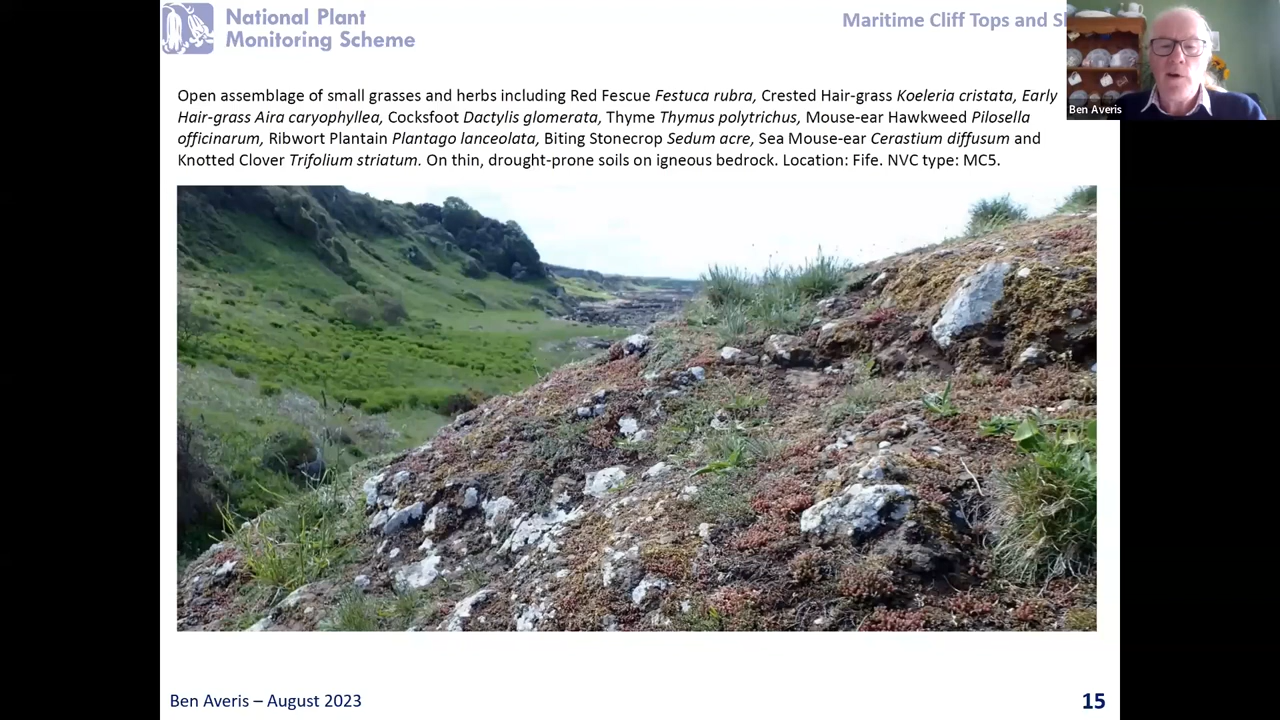 National Plant
Monitoring Scheme
Maritime Cliff Tops and
Ben Averis
Open assemblage of small grasses and herbs including Red Fescue Festuca rubra, Crested Hair-grass Koeleria cristata, Early
Hair-grass Aira caryophyllea, Cocksfoot Dactylis glomerata, Thyme Thymus polytrichus, Mouse-ear Hawkweed Pilosella
officinarum, Ribwort Plantain Plantago lanceolata, Biting Stonecrop Sedum acre, Sea Mouse-ear Cerastium diffusum and
Knotted Clover Trifolium striatum. On thin, drought-prone soils on igneous bedrock. Location: Fife. NVC type: MC5.
Ben Averis – August 2023
15